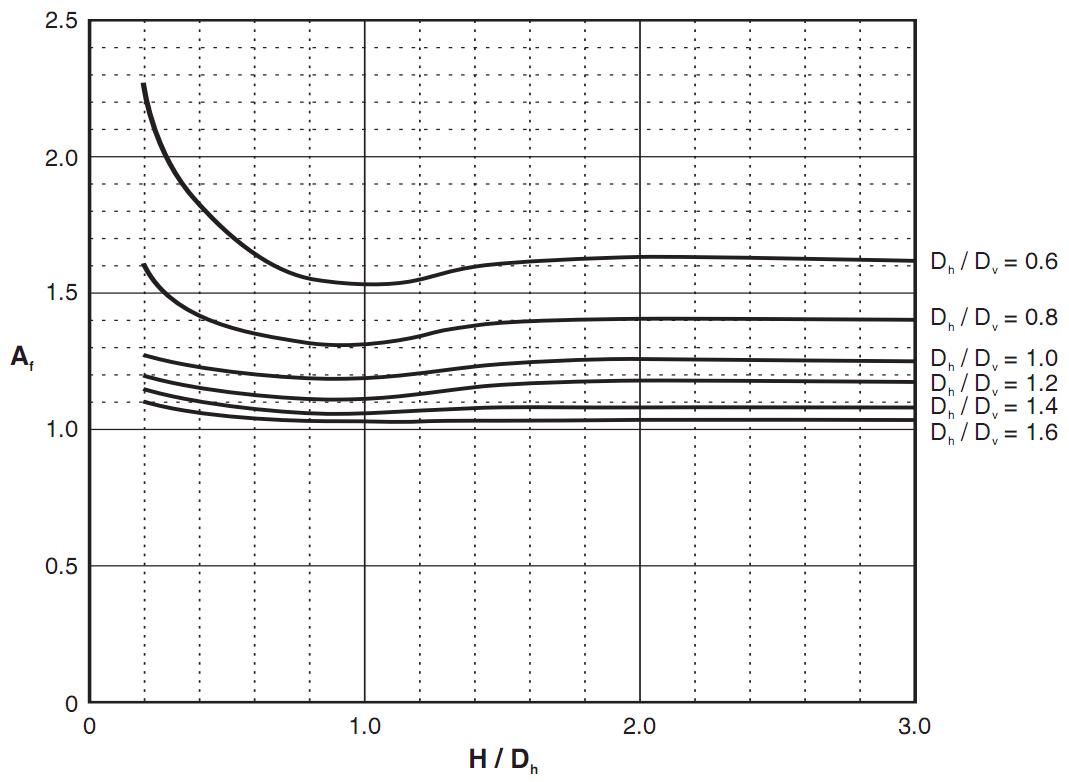 2.5
2.0
1.5
1.0
0.5
0
A_f
D_h / D_v = 0.6
D_h / D_v = 0.8
D_h / D_v = 1.0
D_h / D_v = 1.2
D_h / D_v = 1.4
D_h / D_v = 1.6
0 1.0 2.0 3.0
H / D_h